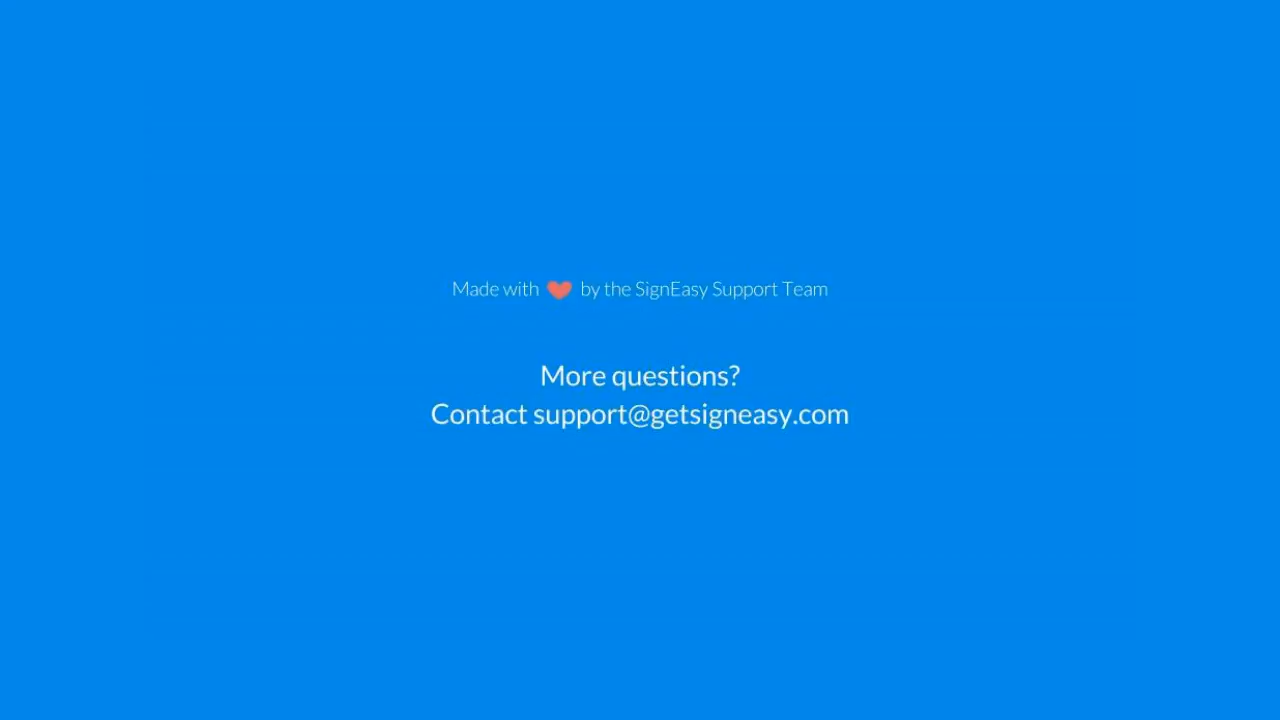 Made with ❤ by the SignEasy Support Team
More questions?
Contact support@getsigneasy.com